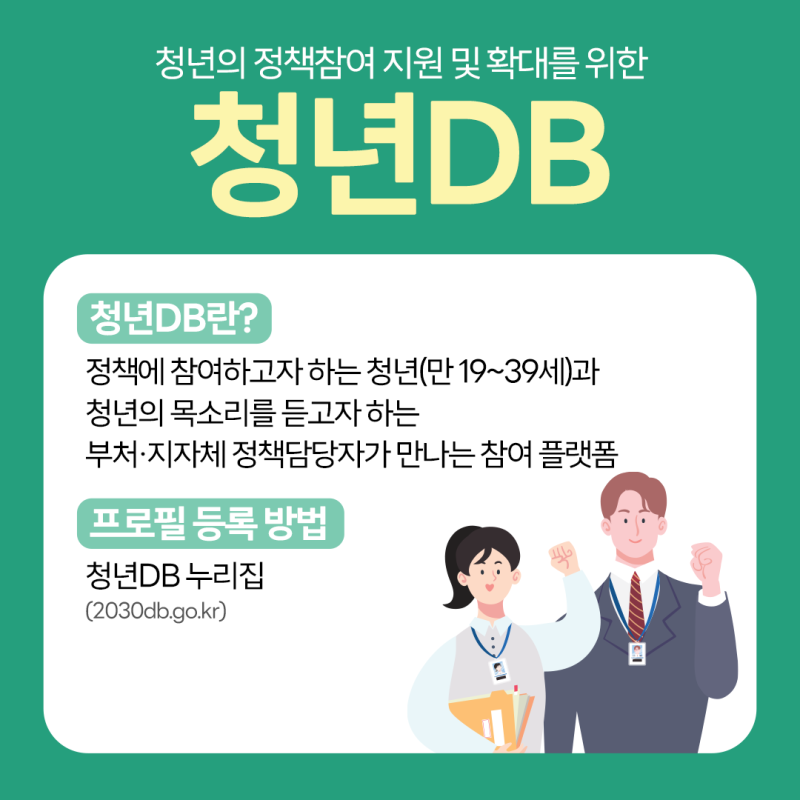 청년의 정책참여 지원 및 확대를 위한
청년DB
청년DB란?
정책에 참여하고자 하는 청년(만 19~39세)과
청년의 목소리를 듣고자 하는
부처·지자체 정책담당자가 만나는 참여 플랫폼
프로필 등록 방법
청년DB 누리집
(2030db.go.kr)